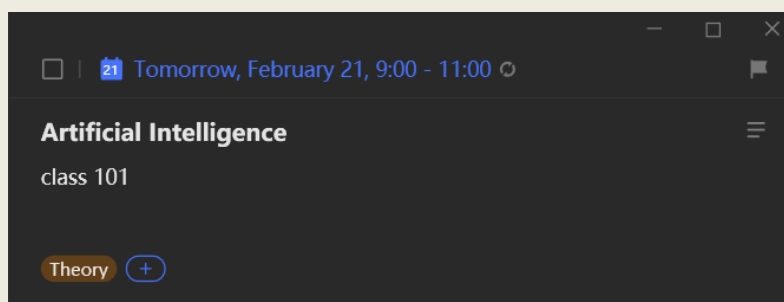 21 Tomorrow, February 21, 9:00 - 11:00
Artificial Intelligence
class 101
Theory +